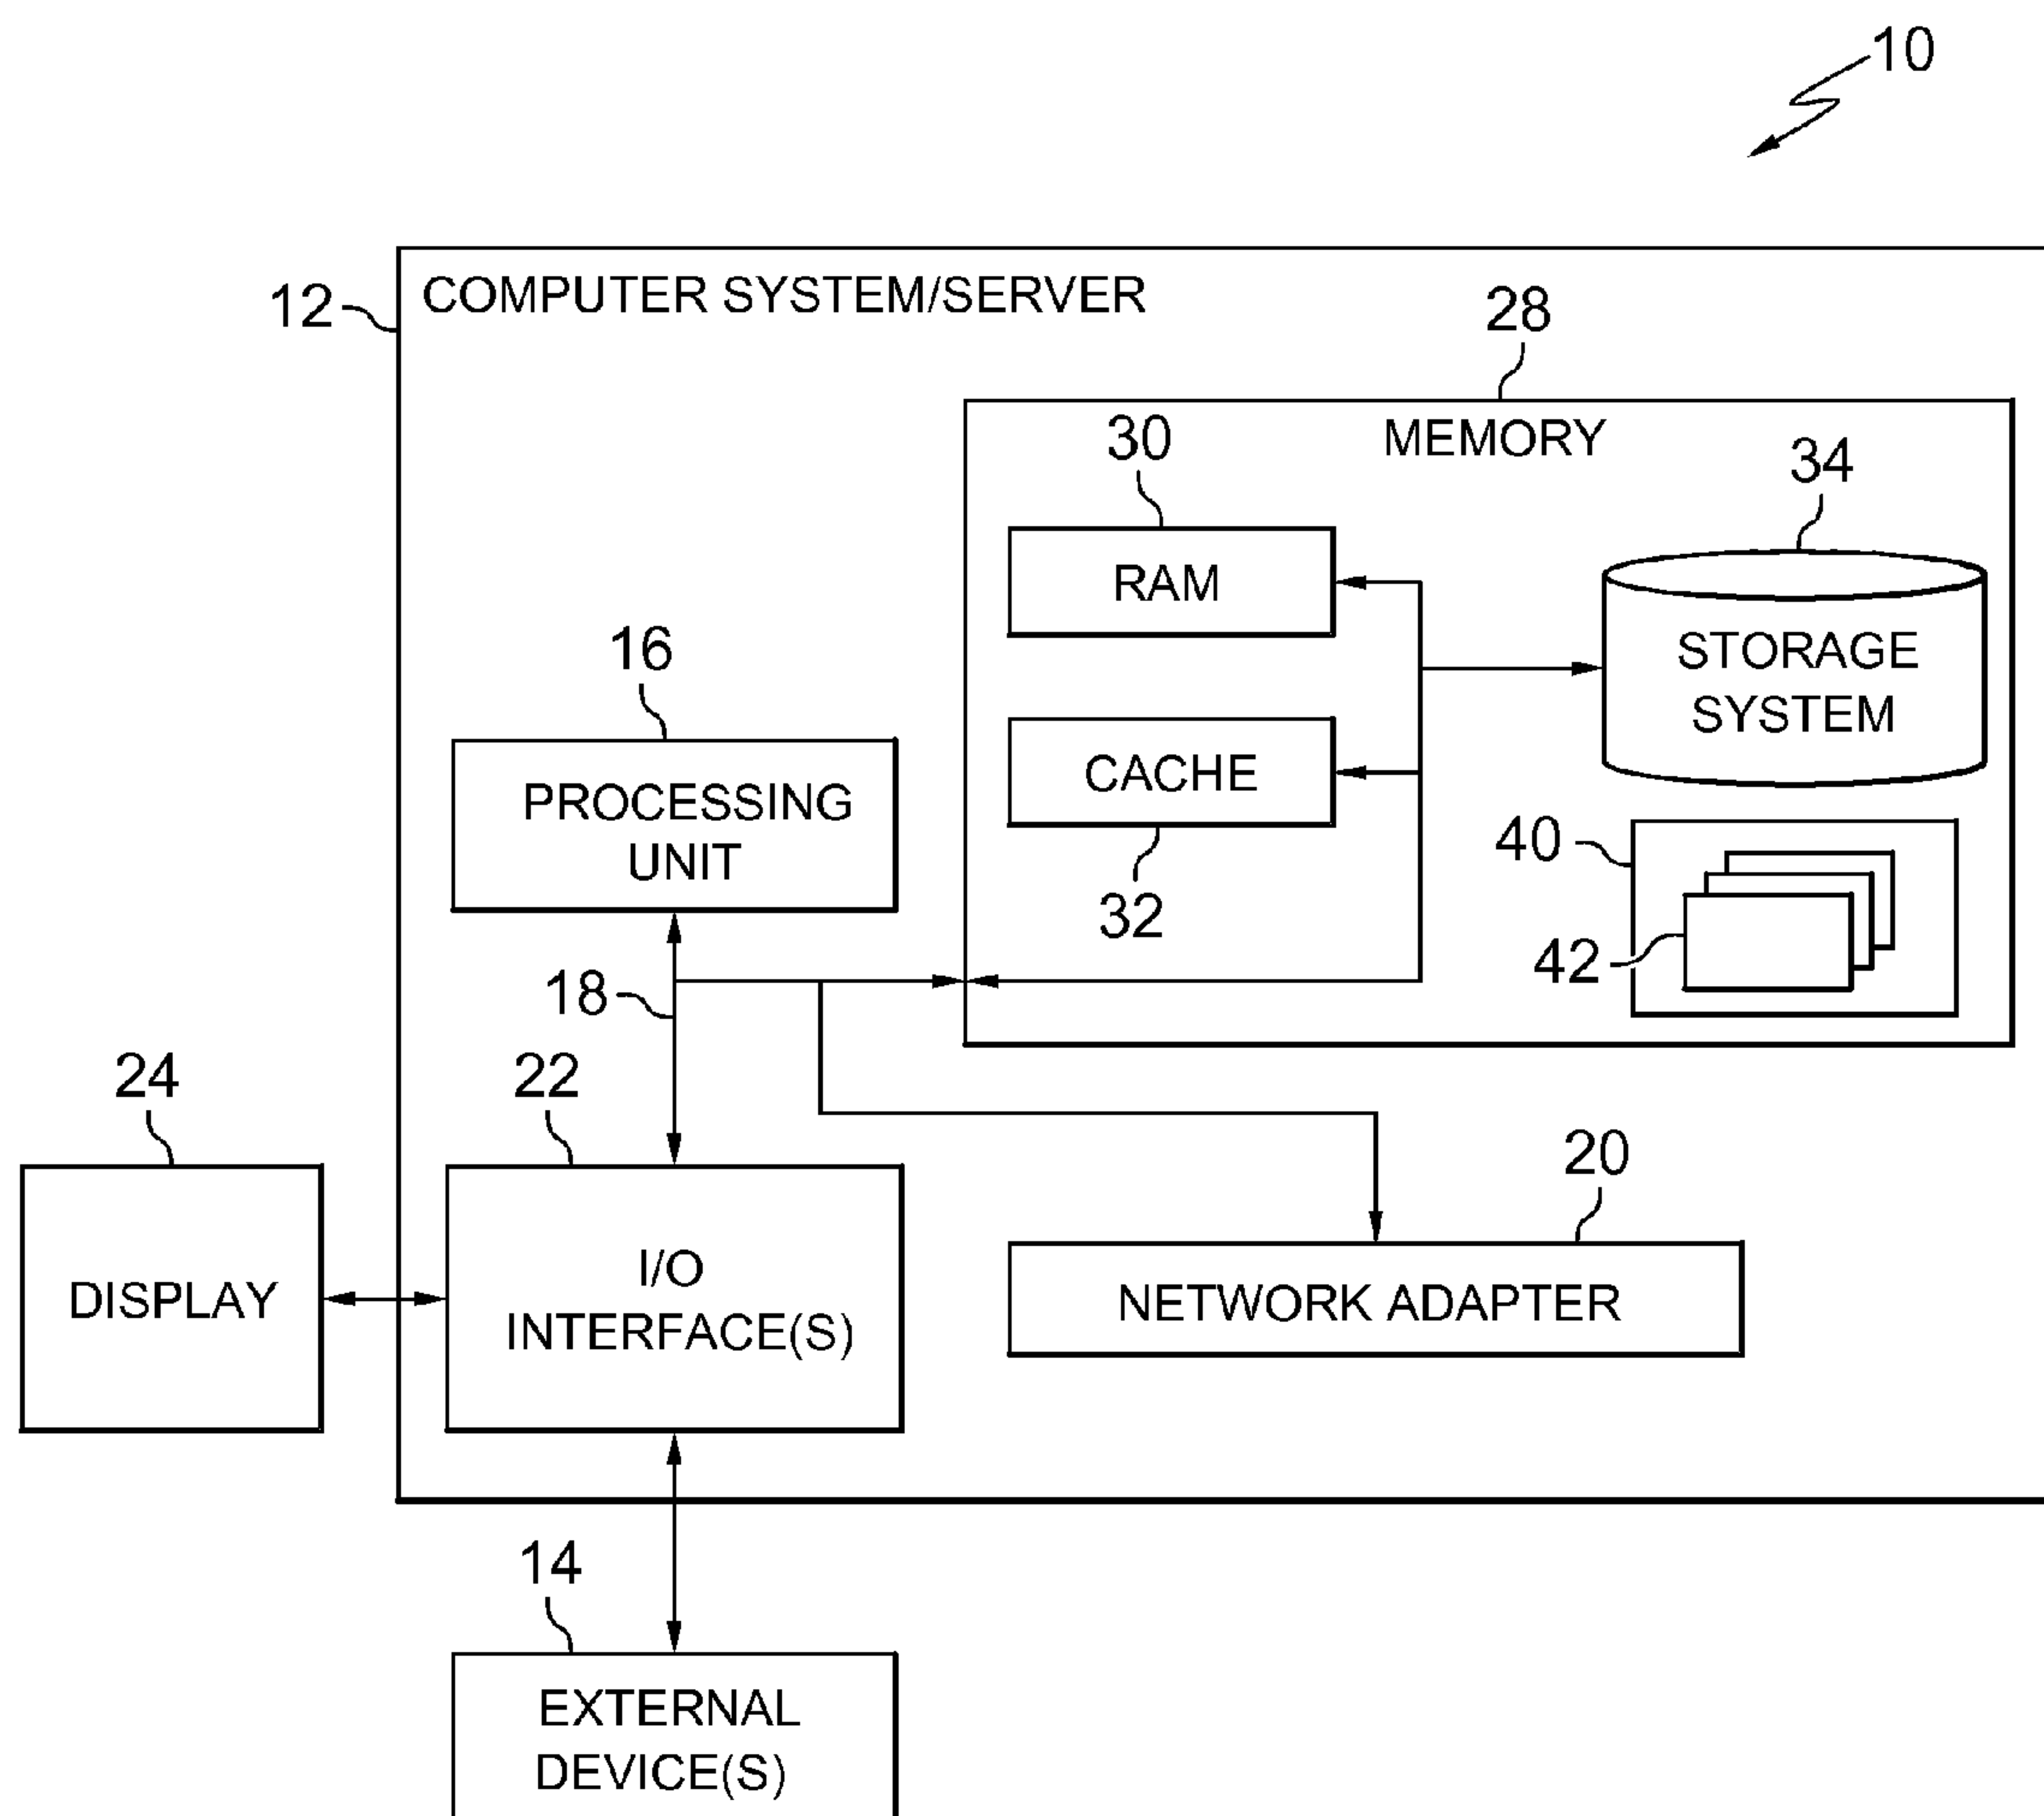 10
12
COMPUTER SYSTEM/SERVER
28
MEMORY
30
34
RAM
STORAGE
SYSTEM
16
PROCESSING
UNIT
CACHE
32
40
42
18
24
22
20
DISPLAY
I/O
INTERFACE(S)
NETWORK ADAPTER
14
EXTERNAL
DEVICE(S)